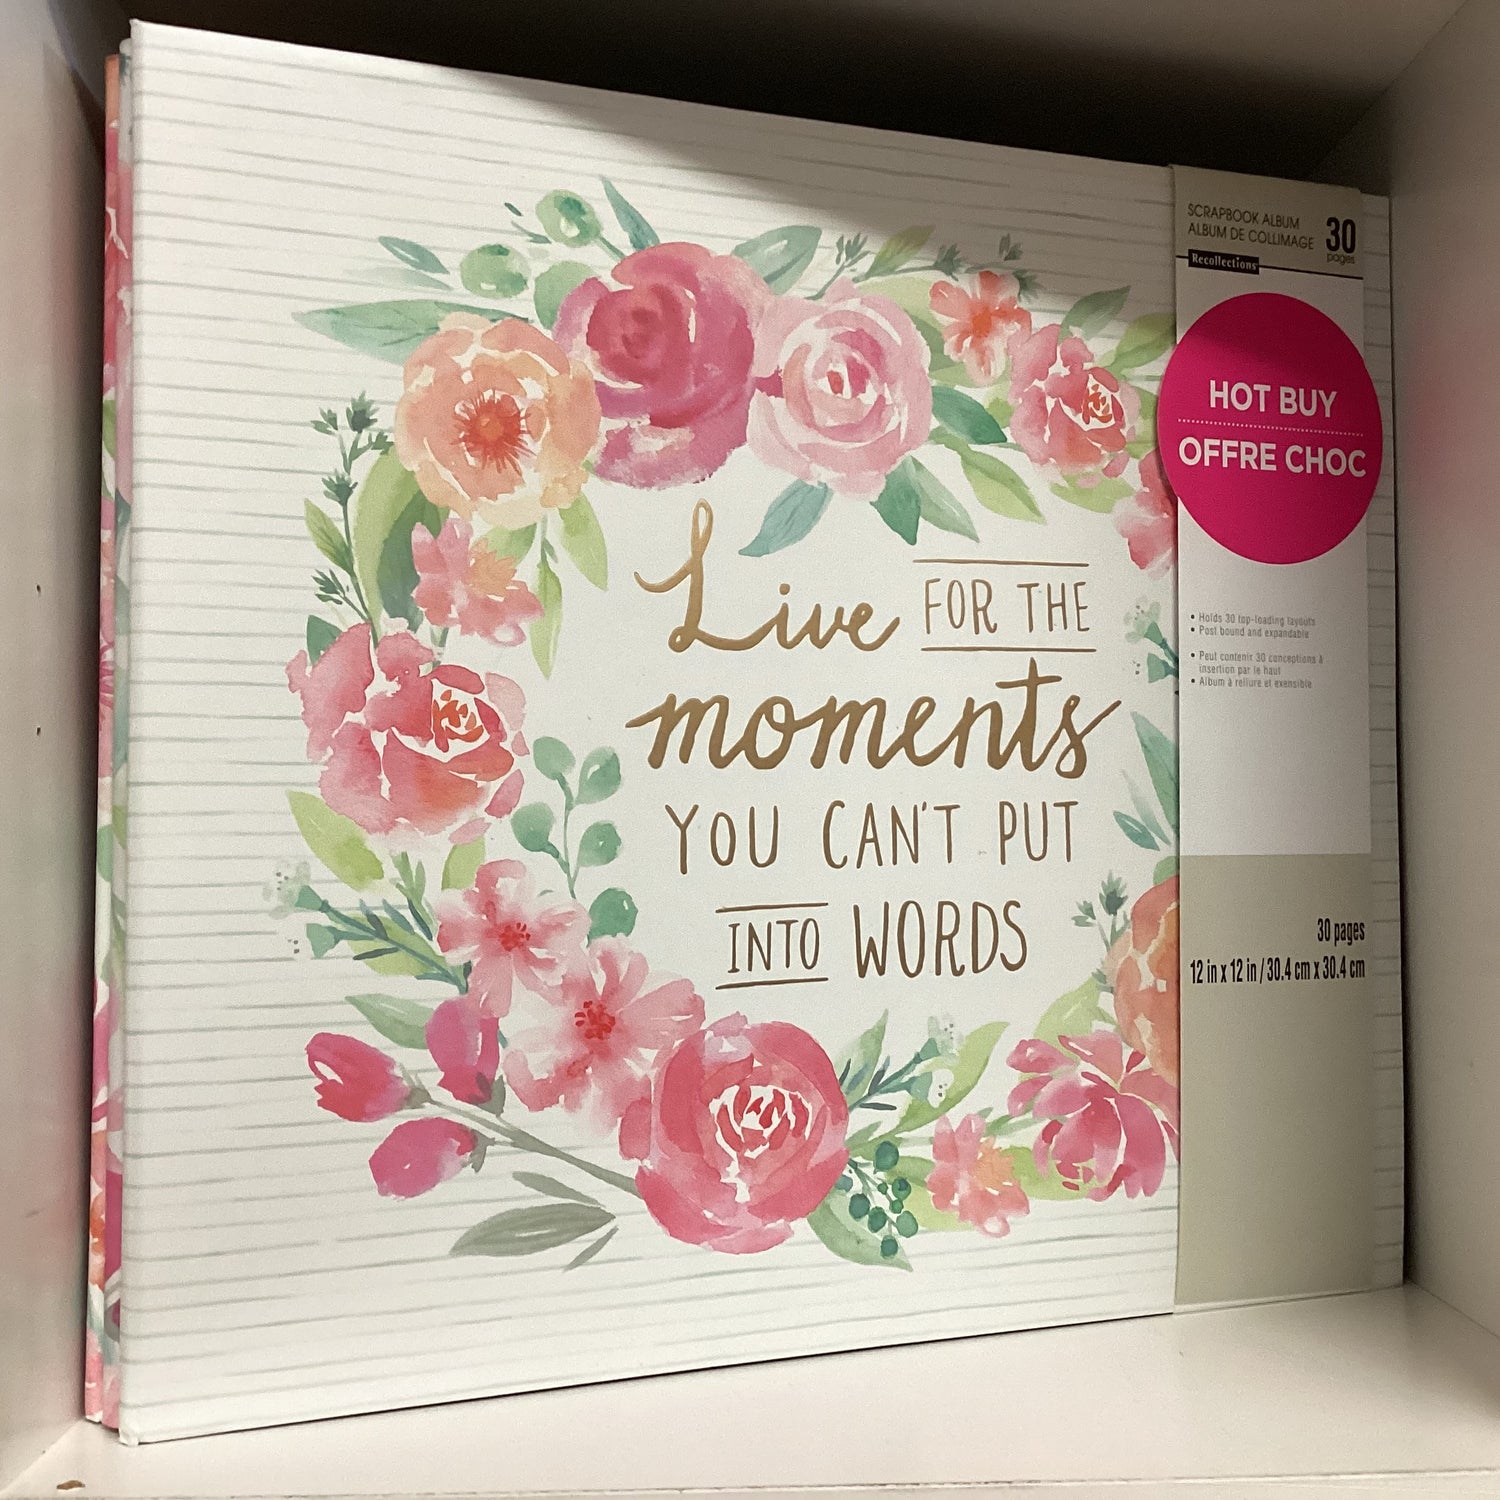 Live FOR THE
moments
YOU CAN'T PUT
INTO WORDS
SCRAPBOOK ALBUM
ALBUM DE COLLIMAGE
30
pages
Recollections
HOT BUY
OFFRE CHOC
• Holds 30 top-loading layouts
• Post bound and expandable
• Peut contenir 30 conceptions à
insertion par le haut
• Album à reliure et exensible
30 pages
12 in x 12 in / 30.4 cm x 30.4 cm